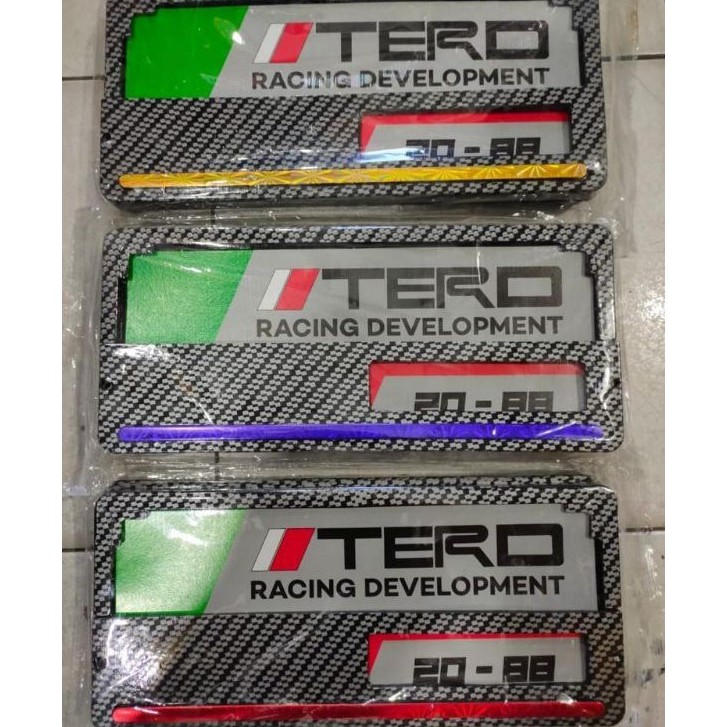 TERD
RACING DEVELOPMENT
20 - 88
TERD
RACING DEVELOPMENT
20 - 88
TERD
RACING DEVELOPMENT
20 - 88